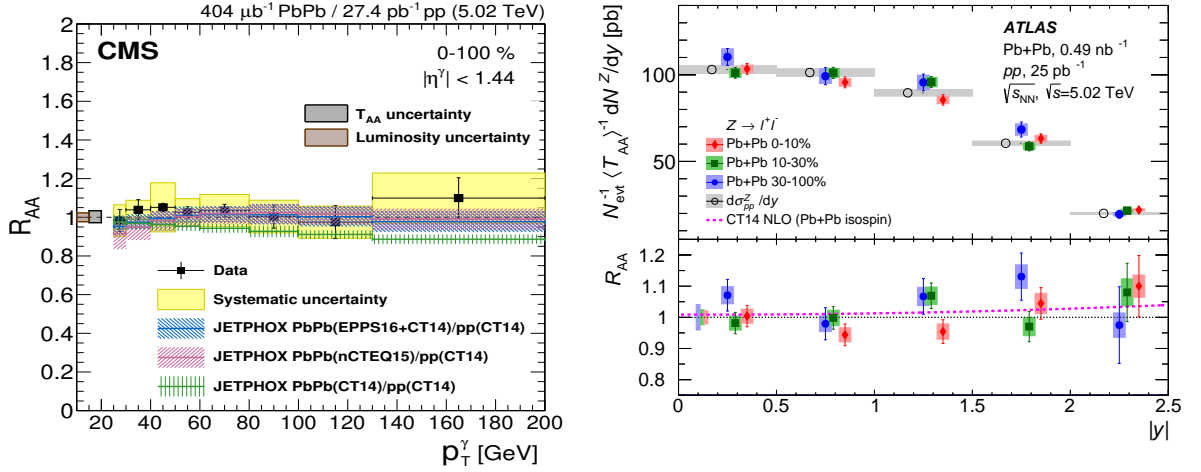 404 μb⁻¹ PbPb / 27.4 pb⁻¹ pp (5.02 TeV)
CMS
0-100 %
|η^γ| < 1.44
T_AA uncertainty
Luminosity uncertainty
R_AA
2
1.8
1.6
1.4
1.2
1
0.8
0.6
0.4
0.2
0
Data
Systematic uncertainty
JETPHOX PbPb(EPPS16+CT14)/pp(CT14)
JETPHOX PbPb(nCTEQ15)/pp(CT14)
JETPHOX PbPb(CT14)/pp(CT14)
20 40 60 80 100 120 140 160 180 200
p_T^γ [GeV]
N_evt^-1 ⟨T_AA⟩^-1 dN^Z/dy [pb]
100
50
ATLAS
Pb+Pb, 0.49 nb⁻¹
pp, 25 pb⁻¹
√s_NN, √s=5.02 TeV
Z → l⁺l⁻
Pb+Pb 0-10%
Pb+Pb 10-30%
Pb+Pb 30-100%
dσ_pp^Z/dy
CT14 NLO (Pb+Pb isospin)
R_AA
1.2
1.1
1
0.9
0.8
0 0.5 1 1.5 2 2.5
|y|